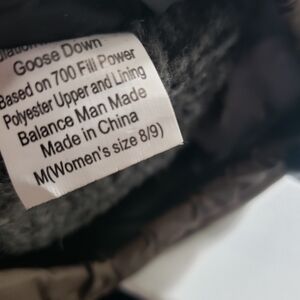 Goose Down
Based on 700 Fill Power
Polyester Upper and Lining
Balance Man Made
Made in China
M(Women's size 8/9)